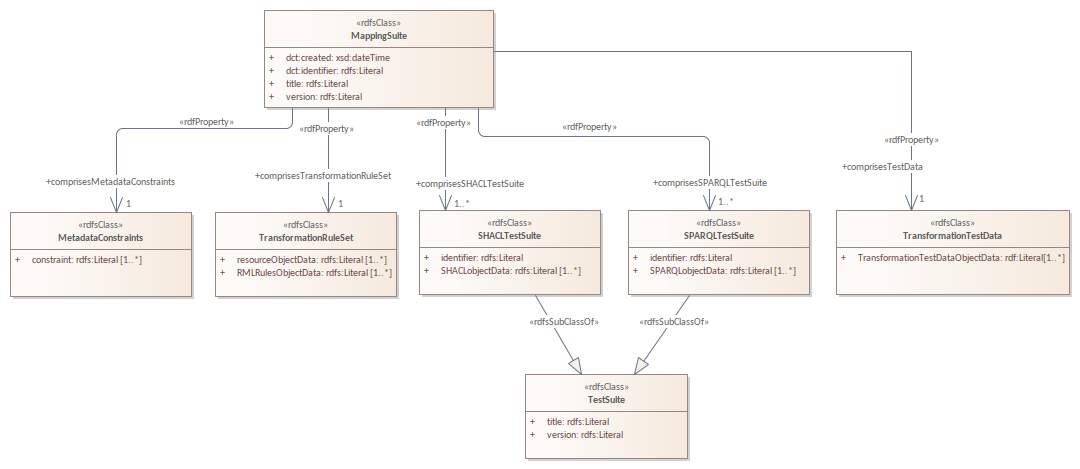 «rdfsClass»
MappingSuite
+ dct:created: xsd:dateTime
+ dct:identifier: rdfs:Literal
+ title: rdfs:Literal
+ version: rdfs:Literal
«rdfProperty»
«rdfProperty»
«rdfProperty»
«rdfProperty»
«rdfProperty»
+comprisesMetadataConstraints
+comprisesTransformationRuleSet
+comprisesSHACLTestSuite
+comprisesSPARQLTestSuite
+comprisesTestData
1
1
1..*
1..*
1
«rdfsClass»
MetadataConstraints
+ constraint: rdfs:Literal [1..*]
«rdfsClass»
TransformationRuleSet
+ resourceObjectData: rdfs:Literal [1..*]
+ RMLRulesObjectData: rdfs:Literal [1..*]
«rdfsClass»
SHACLTestSuite
+ identifier: rdfs:Literal
+ SHACLobjectData: rdfs:Literal [1..*]
«rdfsClass»
SPARQLTestSuite
+ identifier: rdfs:Literal
+ SPARQLobjectData: rdfs:Literal [1..*]
«rdfsClass»
TransformationTestData
+ TransformationTestDataObjectData: rdf:Literal[1..*]
«rdfsSubClassOf»
«rdfsSubClassOf»
«rdfsClass»
TestSuite
+ title: rdfs:Literal
+ version: rdfs:Literal